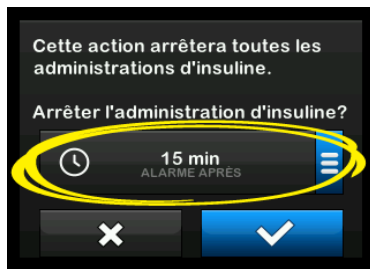 Cette action arrêtera toutes les
administrations d'insuline.
Arrêter l'administration d'insuline?
15 min
ALARME APRÈS